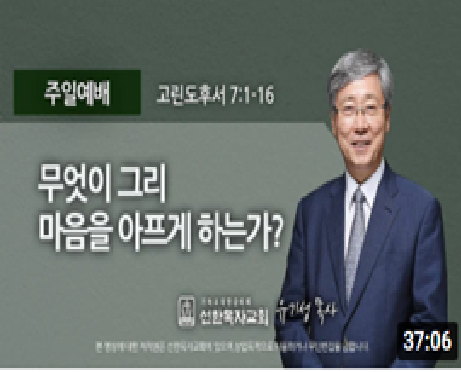 주일예배
고린도후서 7:1-16
무엇이 그리
마음을 아프게 하는가?
선한목자교회 유기성 목사
37:06